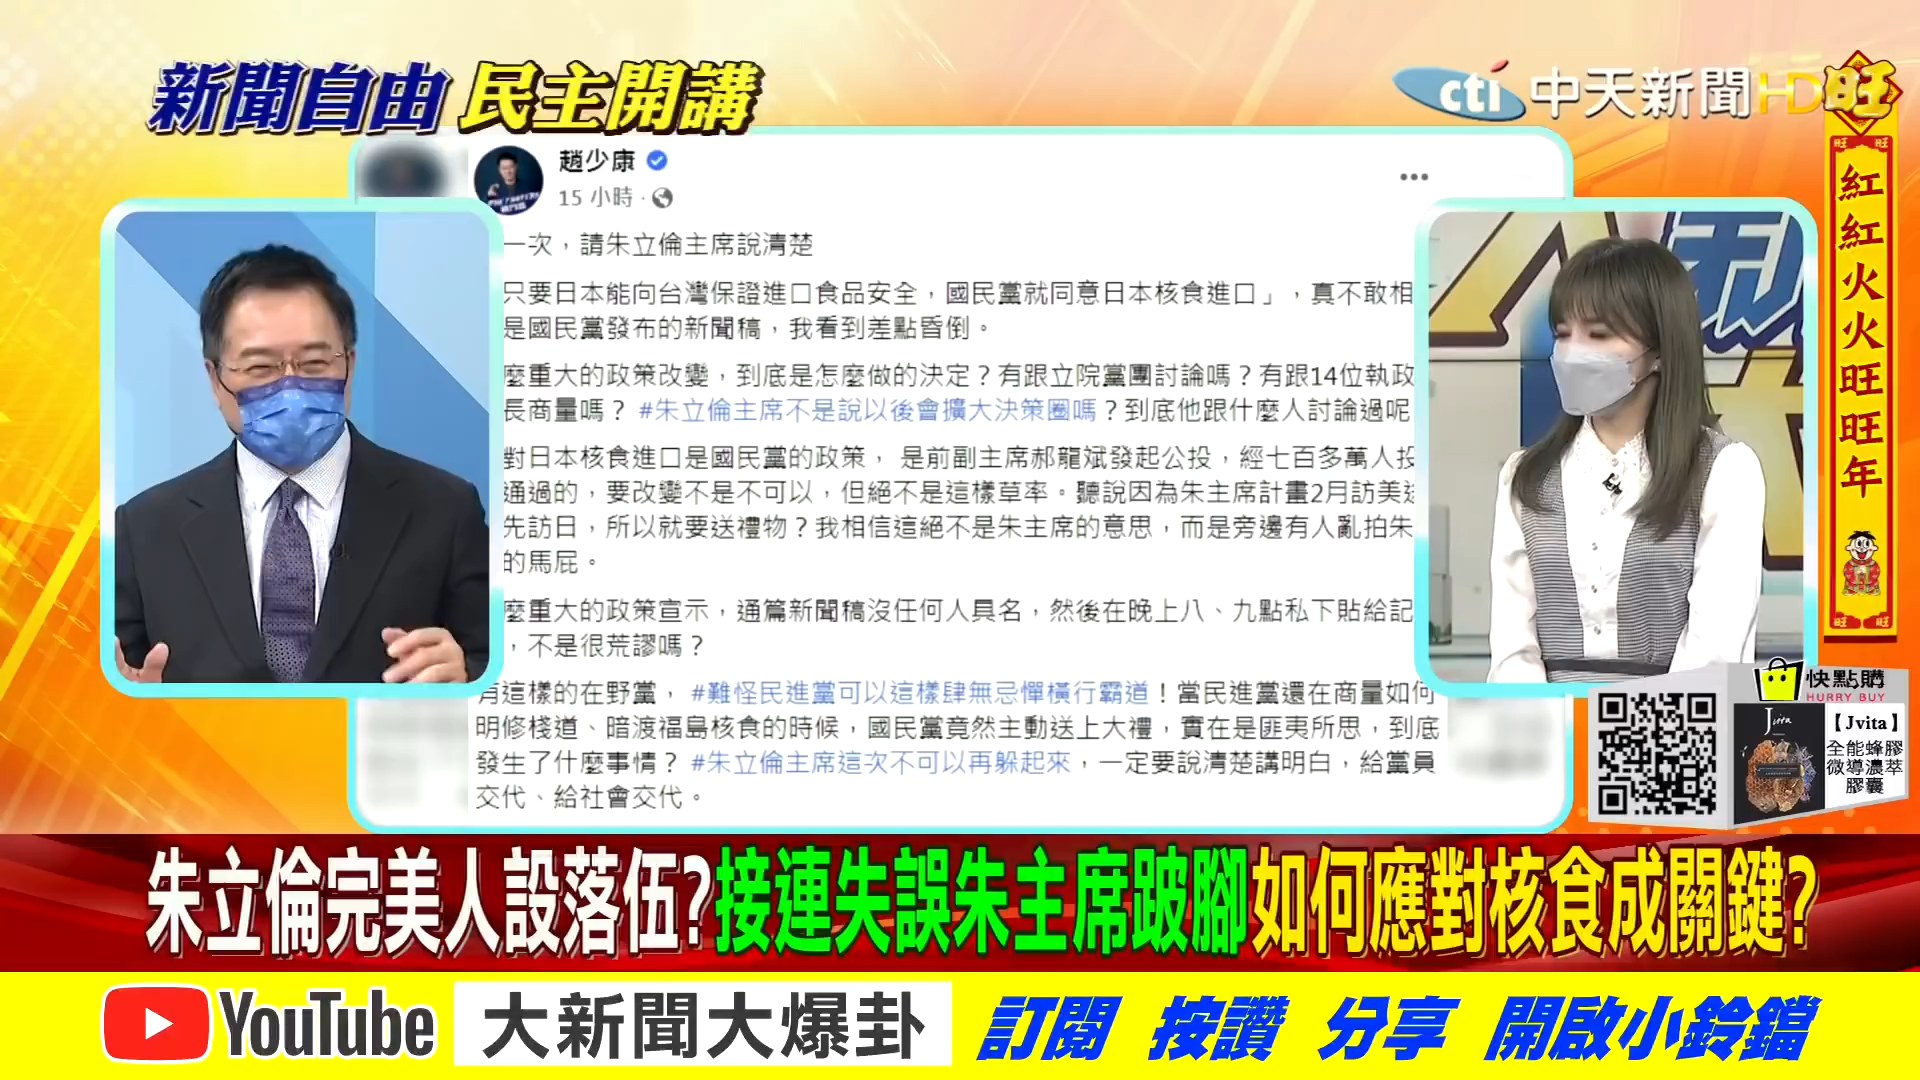 新聞自由 民主開講
cti 中天新聞HD
旺
紅紅火火旺旺年
趙少康
15 小時
一次，請朱立倫主席說清楚
只要日本能向台灣保證進口食品安全，國民黨就同意日本核食進口」，真不敢相
是國民黨發布的新聞稿，我看到差點昏倒。
麼重大的政策改變，到底是怎麼做的決定？有跟立院黨團討論嗎？有跟14位執政
長商量嗎？ #朱立倫主席不是說以後會擴大決策圈嗎？到底他跟什麼人討論過呢
對日本核食進口是國民黨的政策， 是前副主席郝龍斌發起公投，經七百多萬人投
通過的，要改變不是不可以，但絕不是這樣草率。聽說因為朱主席計畫2月訪美
先訪日，所以就要送禮物？我相信這絕不是朱主席的意思，而是旁邊有人亂拍朱
的馬屁。
麼重大的政策宣示，通篇新聞稿沒任何人具名，然後在晚上八、九點私下貼給記
，不是很荒謬嗎？
有這樣的在野黨， #難怪民進黨可以這樣肆無忌憚橫行霸道！當民進黨還在商量如何
明修棧道、暗渡福島核食的時候，國民黨竟然主動送上大禮，實在是匪夷所思，到底
發生了什麼事情？ #朱立倫主席這次不可以再躲起來，一定要說清楚講明白，給黨員
交代、給社會交代。
快點購
HURRY BUY
Jvita
【Jvita】
全能蜂膠
微導濃萃
膠囊
朱立倫完美人設落伍?接連失誤朱主席跛腳如何應對核食成關鍵?
YouTube 大新聞大爆卦 訂閱 按讚 分享 開啟小鈴鐺